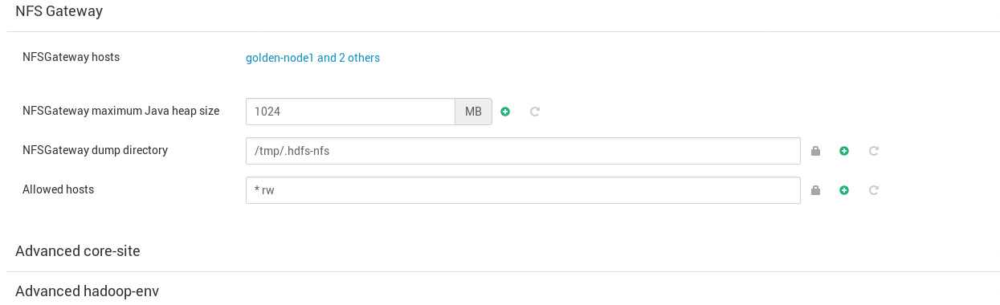 NFS Gateway
NFSGateway hosts
golden-node1 and 2 others
NFSGateway maximum Java heap size
1024 MB
NFSGateway dump directory
/tmp/.hdfs-nfs
Allowed hosts
* rw
Advanced core-site
Advanced hadoop-env